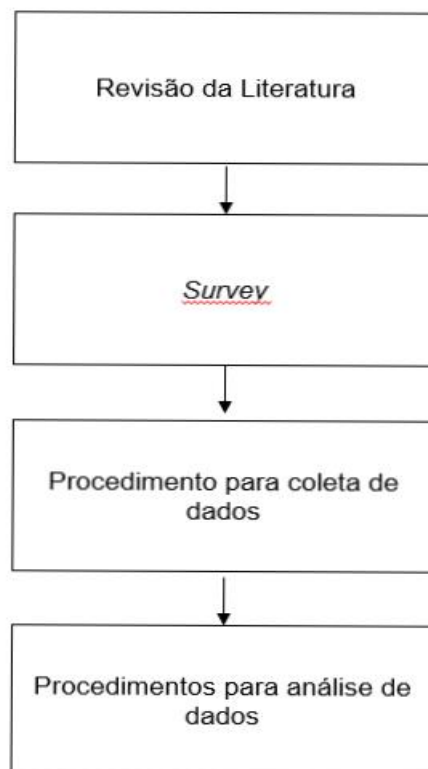 Revisão da Literatura
Survey
Procedimento para coleta de
dados
Procedimentos para análise de
dados